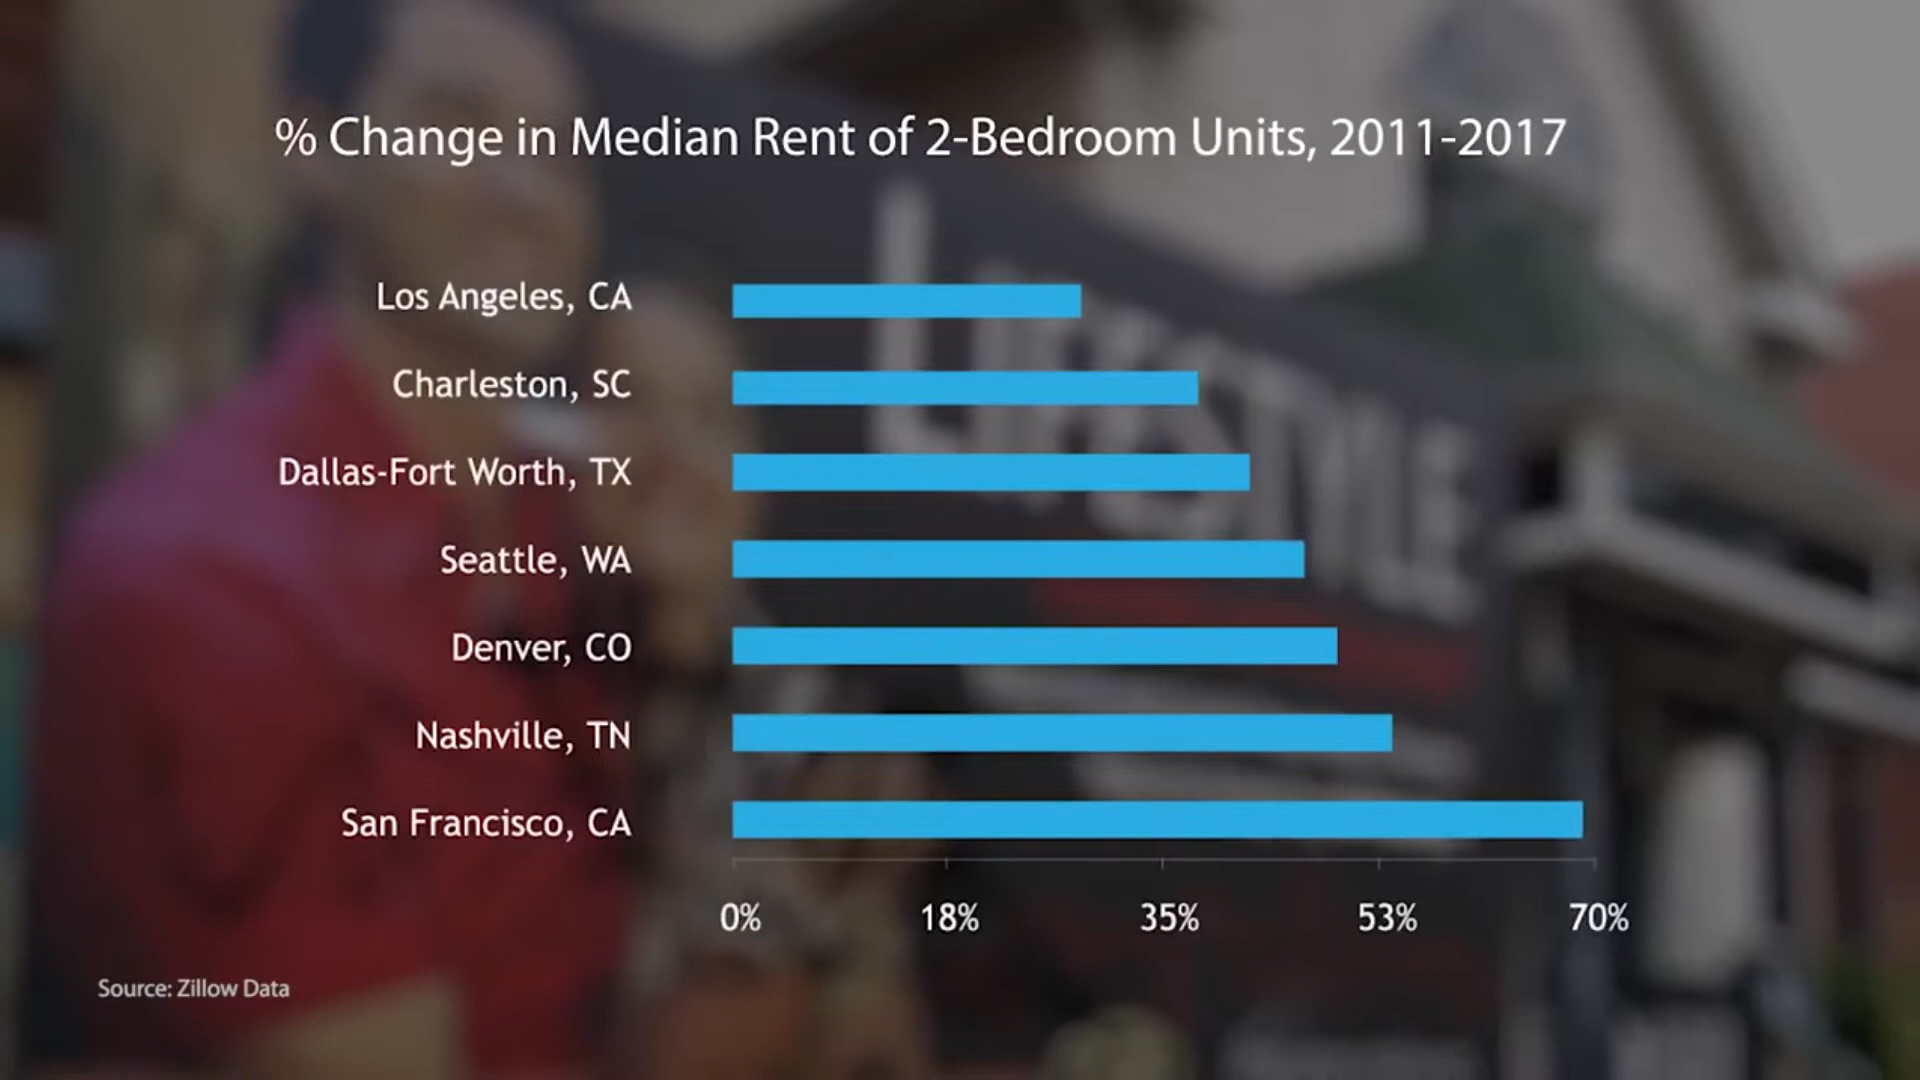 % Change in Median Rent of 2-Bedroom Units, 2011-2017
Los Angeles, CA
Charleston, SC
Dallas-Fort Worth, TX
Seattle, WA
Denver, CO
Nashville, TN
San Francisco, CA
0% 18% 35% 53% 70%
Source: Zillow Data
LIFESTYLE